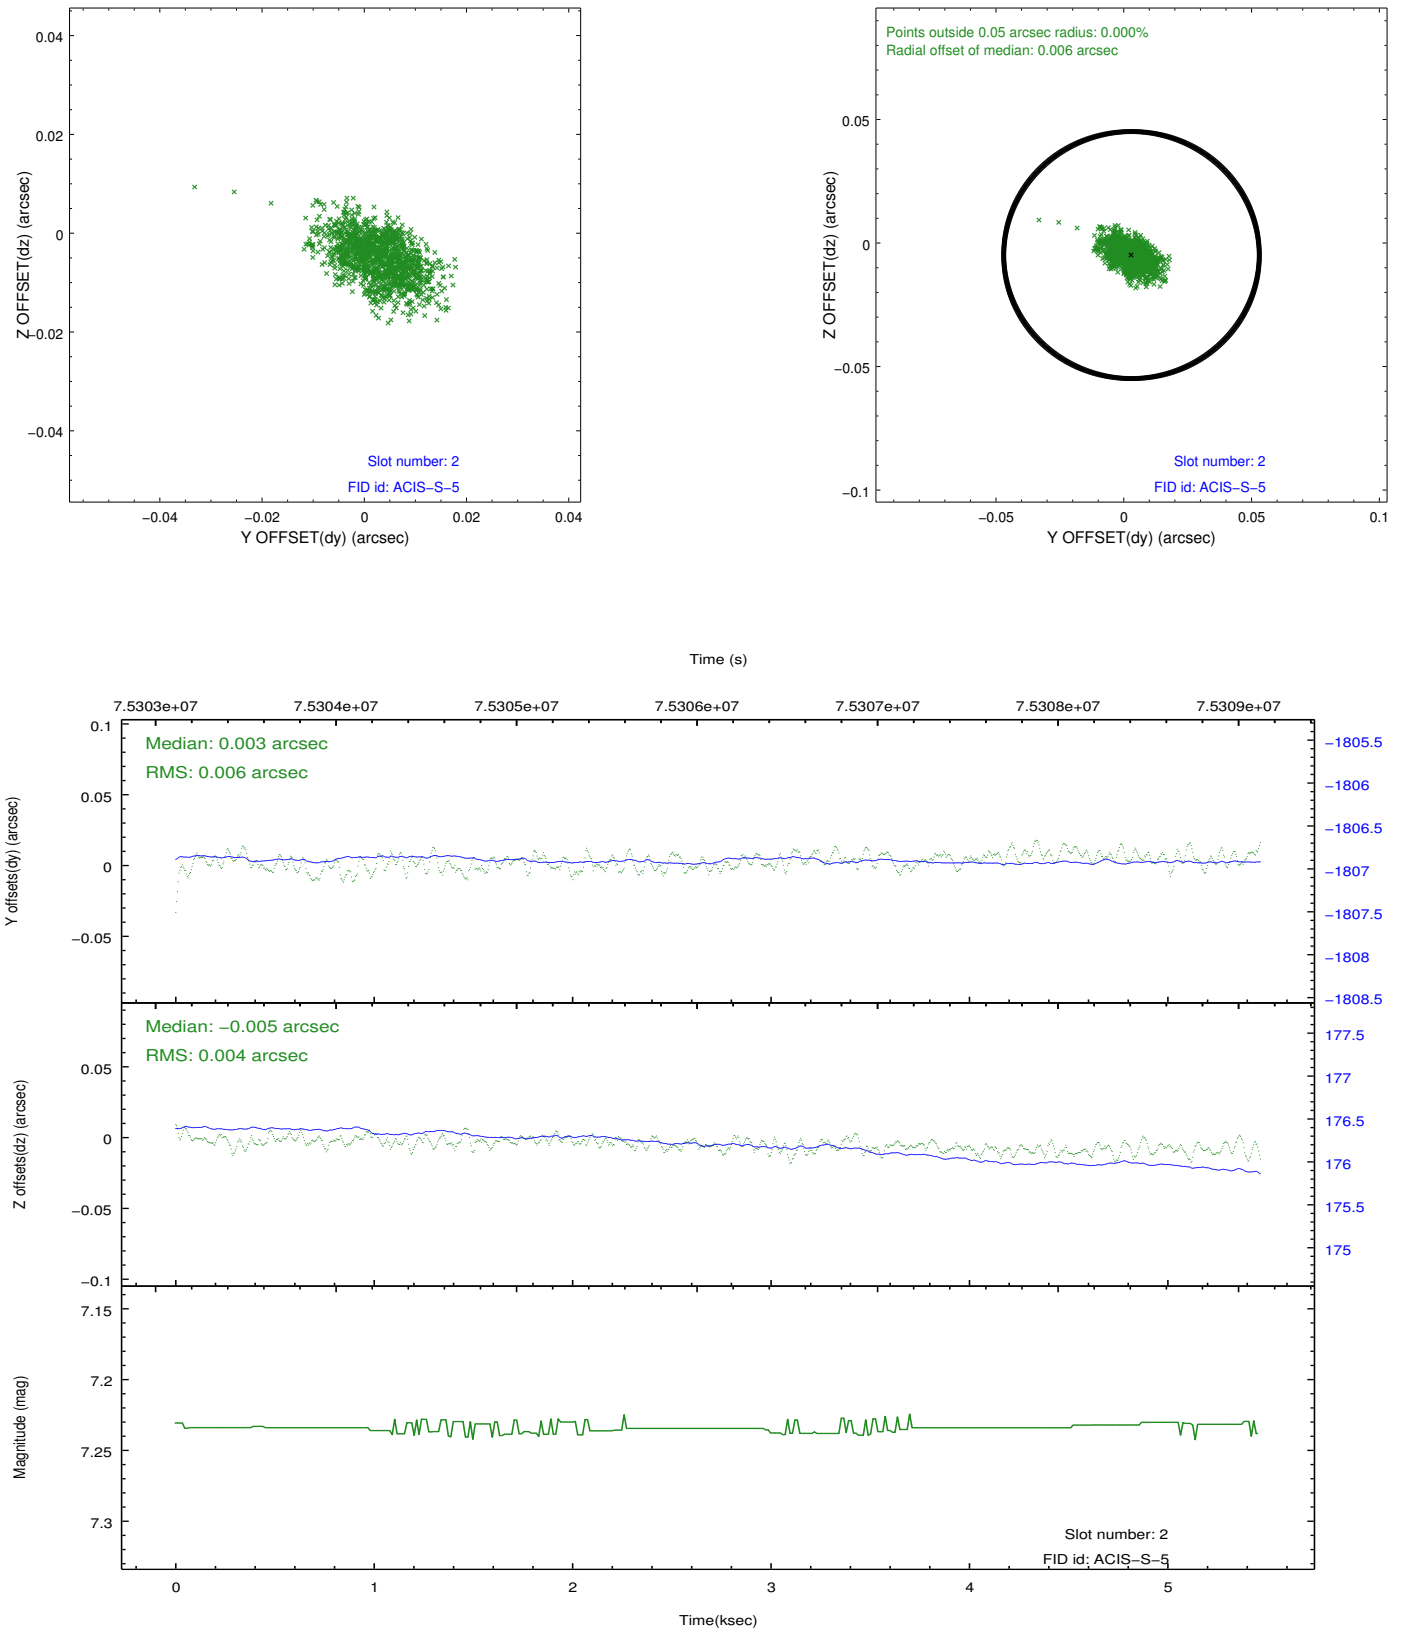 0.04
0.02
0
−0.02
−0.04
Z OFFSET(dz) (arcsec)
Slot number: 2
FID id: ACIS−S−5
−0.04 −0.02 0 0.02 0.04
Y OFFSET(dy) (arcsec)
Points outside 0.05 arcsec radius: 0.000%
Radial offset of median: 0.006 arcsec
0.05
0
−0.05
−0.1
Z OFFSET(dz) (arcsec)
Slot number: 2
FID id: ACIS−S−5
−0.05 0 0.05 0.1
Y OFFSET(dy) (arcsec)
Time (s)
7.5303e+07 7.5304e+07 7.5305e+07 7.5306e+07 7.5307e+07 7.5308e+07 7.5309e+07
Median: 0.003 arcsec
RMS: 0.006 arcsec
0.1
0.05
0
−0.05
Y offsets(dy) (arcsec)
−1805.5
−1806
−1806.5
−1807
−1807.5
−1808
−1808.5
Median: −0.005 arcsec
RMS: 0.004 arcsec
0.05
0
−0.05
−0.1
Z offsets(dz) (arcsec)
177.5
177
176.5
176
175.5
175
7.15
7.2
7.25
7.3
Magnitude (mag)
Slot number: 2
FID id: ACIS−S−5
0 1 2 3 4 5
Time(ksec)